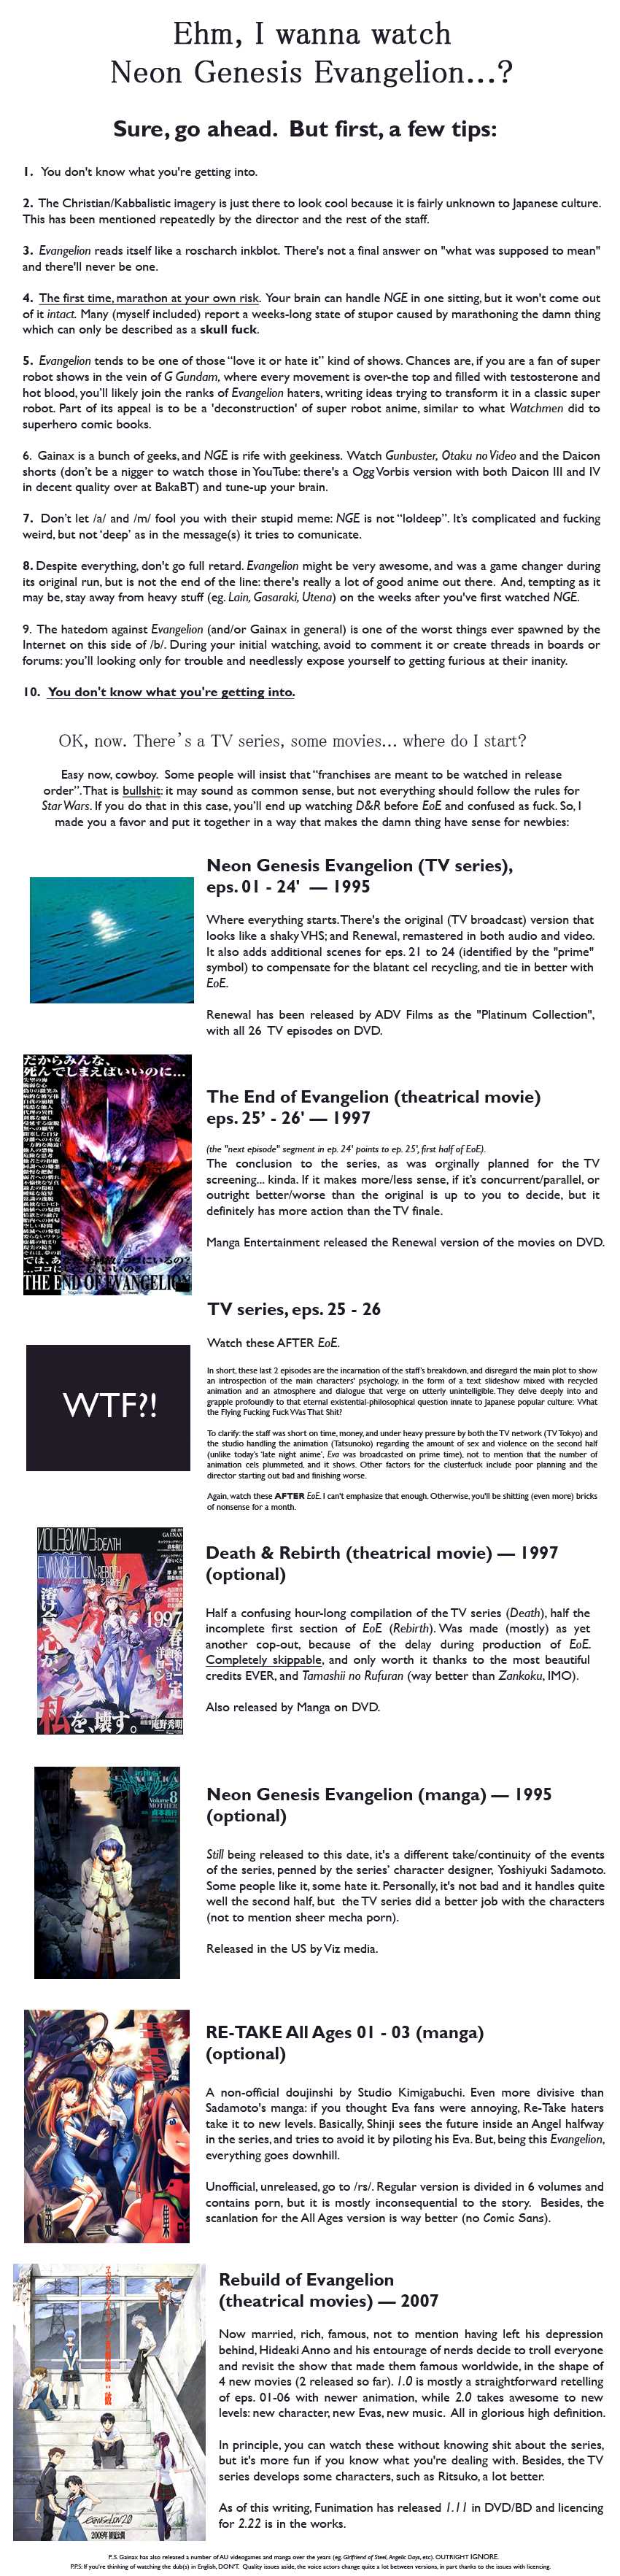 Ehm, I wanna watch
Neon Genesis Evangelion...?
Sure, go ahead. But first, a few tips:
1. You don't know what you're getting into.
2. The Christian/Kabbalistic imagery is just there to look cool because it is fairly unknown to Japanese culture.
This has been mentioned repeatedly by the director and the rest of the staff.
3. Evangelion reads itself like a roscharch inkblot. There's not a final answer on "what was supposed to mean"
and there'll never be one.
4. The first time, marathon at your own risk. Your brain can handle NGE in one sitting, but it won't come out
of it intact. Many (myself included) report a weeks-long state of stupor caused by marathoning the damn thing
which can only be described as a skull fuck.
5. Evangelion tends to be one of those “love it or hate it” kind of shows. Chances are, if you are a fan of super
robot shows in the vein of G Gundam, where every movement is over-the top and filled with testosterone and
hot blood, you’ll likely join the ranks of Evangelion haters, writing ideas trying to transform it in a classic super
robot. Part of its appeal is to be a 'deconstruction' of super robot anime, similar to what Watchmen did to
superhero comic books.
6. Gainax is a bunch of geeks, and NGE is rife with geekiness. Watch Gunbuster, Otaku no Video and the Daicon
shorts (don’t be a nigger to watch those in YouTube: there's a Ogg Vorbis version with both Daicon III and IV
in decent quality over at BakaBT) and tune-up your brain.
7. Don’t let /a/ and /m/ fool you with their stupid meme: NGE is not “loldeep”. It’s complicated and fucking
weird, but not ‘deep’ as in the message(s) it tries to comunicate.
8. Despite everything, don't go full retard. Evangelion might be very awesome, and was a game changer during
its original run, but is not the end of the line: there's really a lot of good anime out there. And, tempting as it
may be, stay away from heavy stuff (eg. Lain, Gasaraki, Utena) on the weeks after you've first watched NGE.
9. The hatedom against Evangelion (and/or Gainax in general) is one of the worst things ever spawned by the
Internet on this side of /b/. During your initial watching, avoid to comment it or create threads in boards or
forums: you’ll looking only for trouble and needlessly expose yourself to getting furious at their inanity.
10. You don't know what you're getting into.
OK, now. There’s a TV series, some movies... where do I start?
Easy now, cowboy. Some people will insist that “franchises are meant to be watched in release
order”. That is bullshit: it may sound as common sense, but not everything should follow the rules for
Star Wars. If you do that in this case, you’ll end up watching D&R before EoE and confused as fuck. So, I
made you a favor and put it together in a way that makes the damn thing have sense for newbies:
Neon Genesis Evangelion (TV series),
eps. 01 - 24' — 1995
Where everything starts. There's the original (TV broadcast) version that
looks like a shaky VHS; and Renewal, remastered in both audio and video.
It also adds additional scenes for eps. 21 to 24 (identified by the "prime"
symbol) to compensate for the blatant cel recycling, and tie in better with
EoE.
Renewal has been released by ADV Films as the "Platinum Collection",
with all 26 TV episodes on DVD.
だからみんな、
死んでしまえばいいのに...
THE END OF EVANGELION
The End of Evangelion (theatrical movie)
eps. 25’ - 26' — 1997
(the "next episode" segment in ep. 24' points to ep. 25', first half of EoE).
The conclusion to the series, as was orginally planned for the TV
screening... kinda. If it makes more/less sense, if it’s concurrent/parallel, or
outright better/worse than the original is up to you to decide, but it
definitely has more action than the TV finale.
Manga Entertainment released the Renewal version of the movies on DVD.
TV series, eps. 25 - 26
WTF?!
Watch these AFTER EoE.
In short, these last 2 episodes are the incarnation of the staff’s breakdown, and disregard the main plot to show
an introspection of the main characters' psychology, in the form of a text slideshow mixed with recycled
animation and an atmosphere and dialogue that verge on utterly unintelligible. They delve deeply into and
grapple profoundly to that eternal existential-philosophical question innate to Japanese popular culture: What
the Flying Fucking Fuck Was That Shit?
To clarify: the staff was short on time, money, and under heavy pressure by both the TV network (TV Tokyo) and
the studio handling the animation (Tatsunoko) regarding the amount of sex and violence on the second half
(unlike today’s ‘late night anime’, Eva was broadcasted on prime time), not to mention that the number of
animation cels plummeted, and it shows. Other factors for the clusterfuck include poor planning and the
director starting out bad and finishing worse.
Again, watch these AFTER EoE. I can't emphasize that enough. Otherwise, you'll be shitting (even more) bricks
of nonsense for a month.
1997
私を、壊す。
Death & Rebirth (theatrical movie) — 1997
(optional)
Half a confusing hour-long compilation of the TV series (Death), half the
incomplete first section of EoE (Rebirth). Was made (mostly) as yet
another cop-out, because of the delay during production of EoE.
Completely skippable, and only worth it thanks to the most beautiful
credits EVER, and Tamashii no Rufuran (way better than Zankoku, IMO).
Also released by Manga on DVD.
Volume
8
MOTHER
Neon Genesis Evangelion (manga) — 1995
(optional)
Still being released to this date, it's a different take/continuity of the events
of the series, penned by the series’ character designer, Yoshiyuki Sadamoto.
Some people like it, some hate it. Personally, it's not bad and it handles quite
well the second half, but the TV series did a better job with the characters
(not to mention sheer mecha porn).
Released in the US by Viz media.
RE-TAKE All Ages 01 - 03 (manga)
(optional)
A non-official doujinshi by Studio Kimigabuchi. Even more divisive than
Sadamoto's manga: if you thought Eva fans were annoying, Re-Take haters
take it to new levels. Basically, Shinji sees the future inside an Angel halfway
in the series, and tries to avoid it by piloting his Eva. But, being this Evangelion,
everything goes downhill.
Unofficial, unreleased, go to /rs/. Regular version is divided in 6 volumes and
contains porn, but it is mostly inconsequential to the story. Besides, the
scanlation for the All Ages version is way better (no Comic Sans).
Rebuild of Evangelion
(theatrical movies) — 2007
Now married, rich, famous, not to mention having left his depression
behind, Hideaki Anno and his entourage of nerds decide to troll everyone
and revisit the show that made them famous worldwide, in the shape of
4 new movies (2 released so far). 1.0 is mostly a straightforward retelling
of eps. 01-06 with newer animation, while 2.0 takes awesome to new
levels: new character, new Evas, new music. All in glorious high definition.
In principle, you can watch these without knowing shit about the series,
but it's more fun if you know what you're dealing with. Besides, the TV
series develops some characters, such as Ritsuko, a lot better.
As of this writing, Funimation has released 1.11 in DVD/BD and licencing
for 2.22 is in the works.
P.S. Gainax has also released a number of AU videogames and manga over the years (eg. Girlfriend of Steel, Angelic Days, etc). OUTRIGHT IGNORE.
P.P.S: If you're thinking of watching the dub(s) in English, DON'T. Quality issues aside, the voice actors change quite a lot between versions, in part thanks to the issues with licencing.